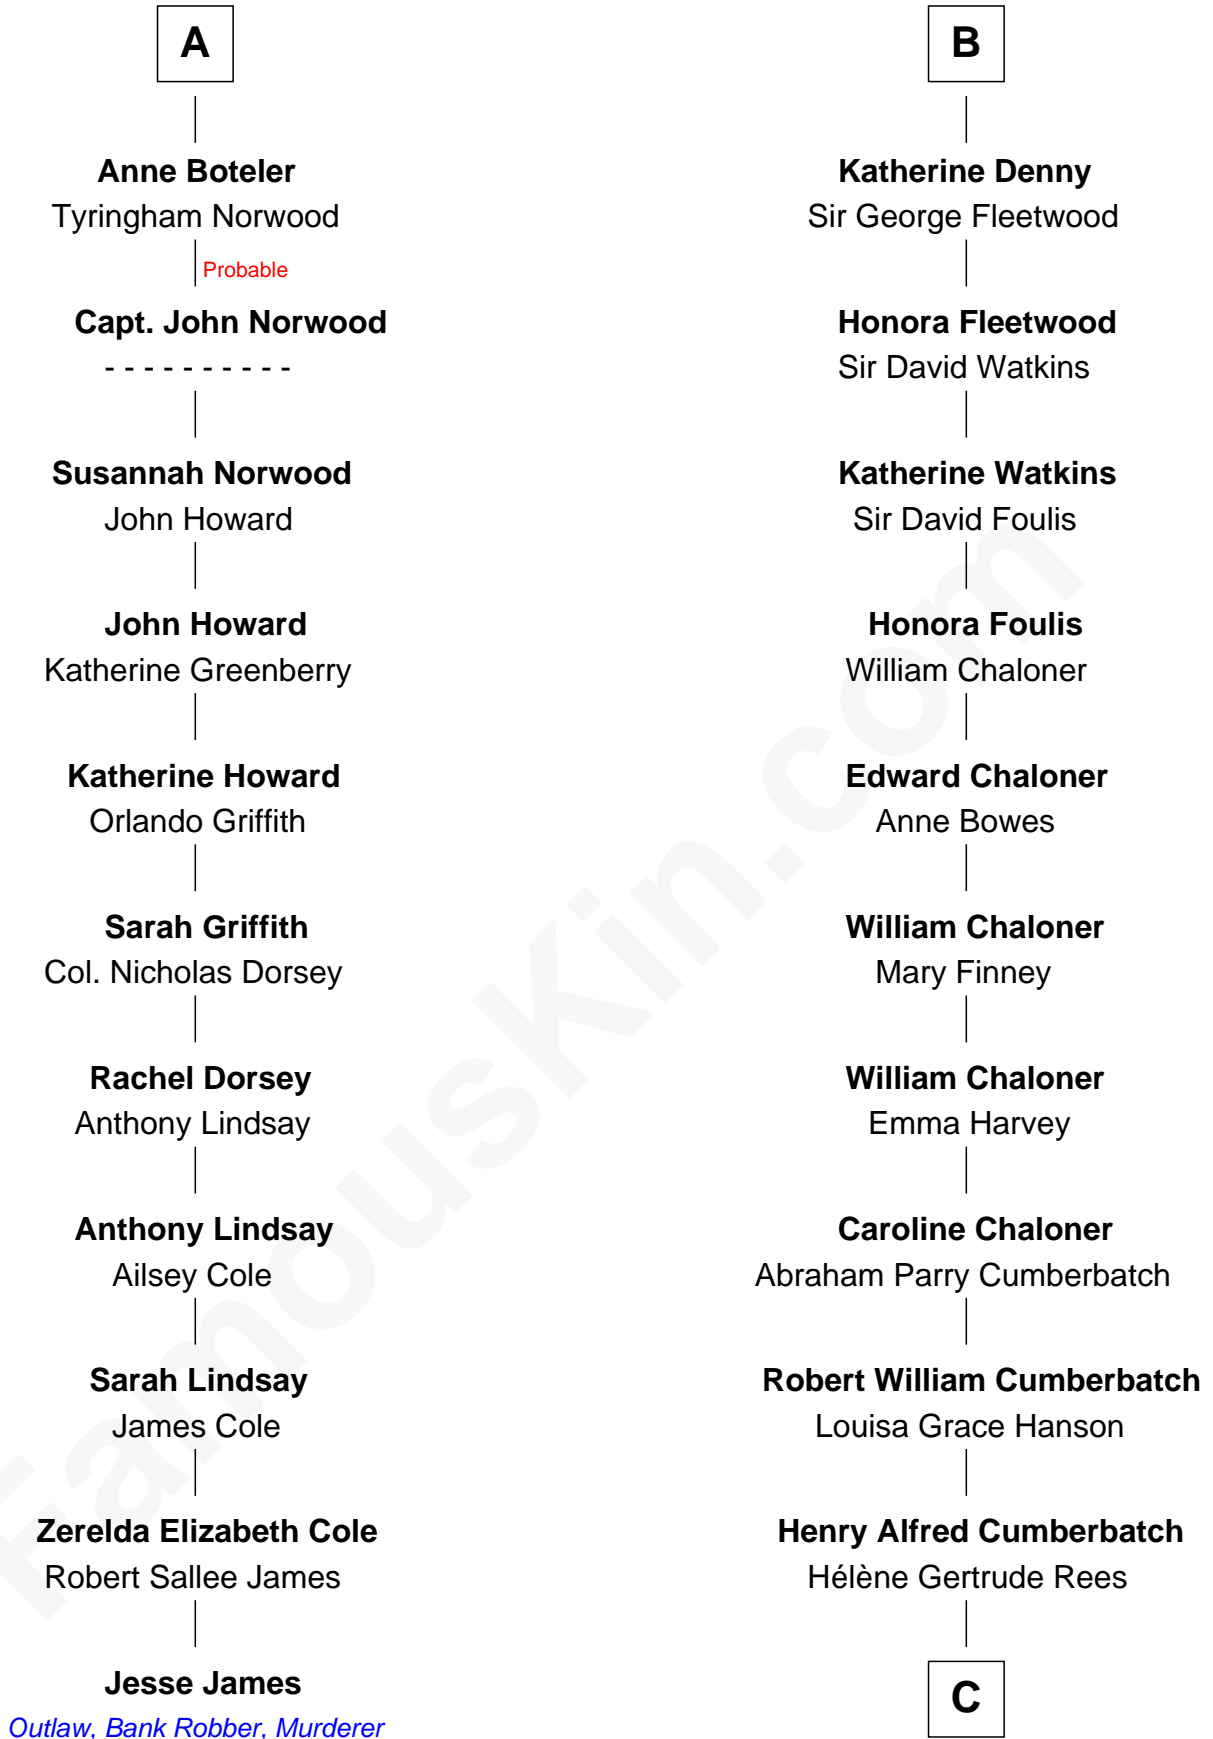 A
Anne Boteler
Tyringham Norwood
Probable
Capt. John Norwood
- - - - - - - - - -
Susannah Norwood
John Howard
John Howard
Katherine Greenberry
Katherine Howard
Orlando Griffith
Sarah Griffith
Col. Nicholas Dorsey
Rachel Dorsey
Anthony Lindsay
Anthony Lindsay
Ailsey Cole
Sarah Lindsay
James Cole
Zerelda Elizabeth Cole
Robert Sallee James
Jesse James
Outlaw, Bank Robber, Murderer
B
Katherine Denny
Sir George Fleetwood
Honora Fleetwood
Sir David Watkins
Katherine Watkins
Sir David Foulis
Honora Foulis
William Chaloner
Edward Chaloner
Anne Bowes
William Chaloner
Mary Finney
William Chaloner
Emma Harvey
Caroline Chaloner
Abraham Parry Cumberbatch
Robert William Cumberbatch
Louisa Grace Hanson
Henry Alfred Cumberbatch
Hélène Gertrude Rees
C
FamousKin.com